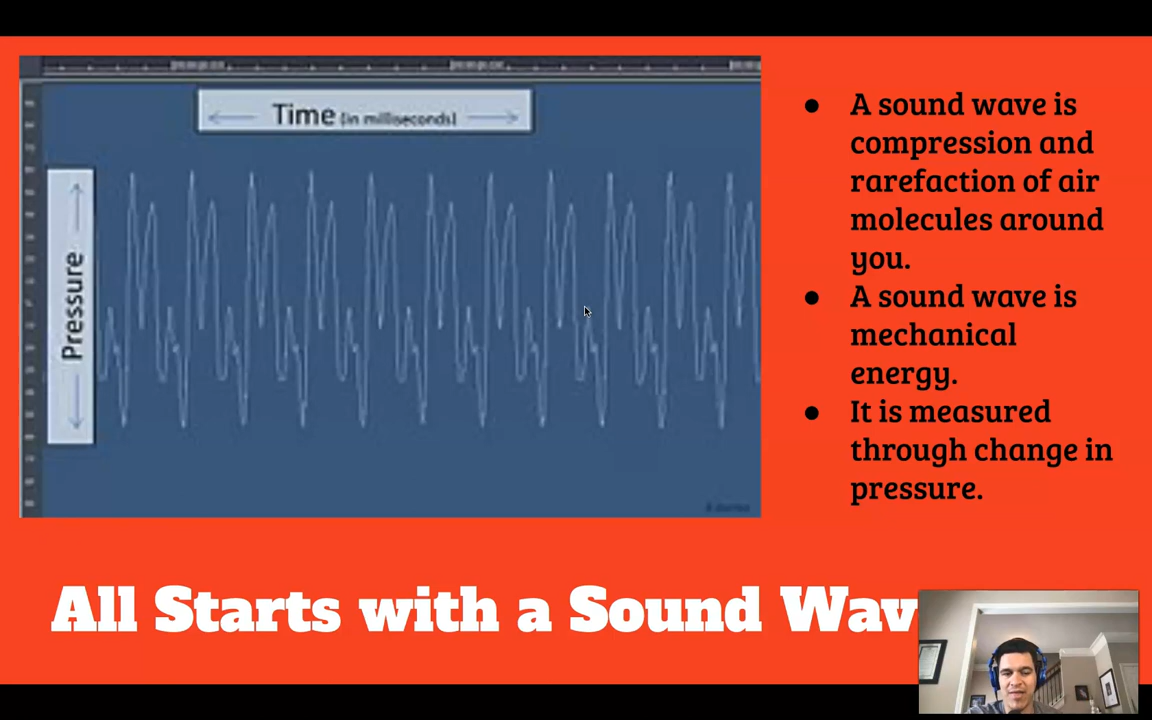 Time (in milliseconds)
Pressure
● A sound wave is
compression and
rarefaction of air
molecules around
you.
● A sound wave is
mechanical
energy.
● It is measured
through change in
pressure.
All Starts with a Sound Wav